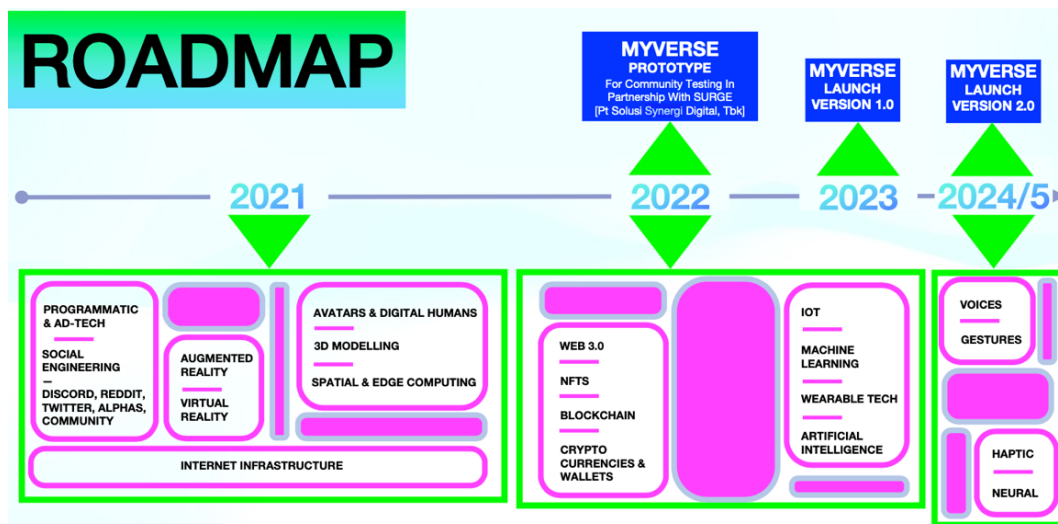 ROADMAP
MYVERSE
PROTOTYPE
For Community Testing In
Partnership With SURGE
[Pt Solusi Synergi Digital, Tbk]
MYVERSE
LAUNCH
VERSION 1.0
MYVERSE
LAUNCH
VERSION 2.0
2021
2022
2023
2024/5
PROGRAMMATIC
& AD-TECH
SOCIAL
ENGINEERING
—
DISCORD, REDDIT,
TWITTER, ALPHAS,
COMMUNITY
AUGMENTED
REALITY
VIRTUAL
REALITY
AVATARS & DIGITAL HUMANS
3D MODELLING
SPATIAL & EDGE COMPUTING
INTERNET INFRASTRUCTURE
WEB 3.0
NFTS
BLOCKCHAIN
CRYPTO
CURRENCIES &
WALLETS
IOT
MACHINE
LEARNING
WEARABLE TECH
ARTIFICIAL
INTELLIGENCE
VOICES
GESTURES
HAPTIC
NEURAL